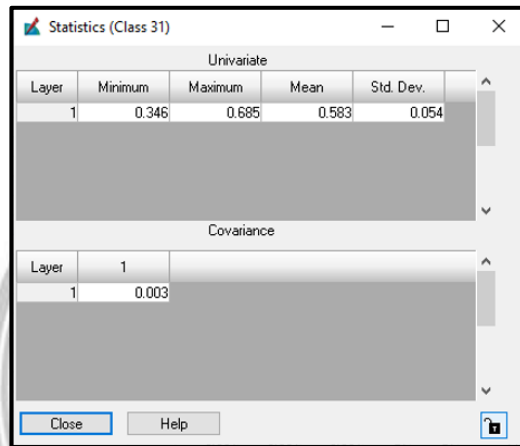 Statistics (Class 31)
Univariate
Layer Minimum Maximum Mean Std. Dev.
1 0.346 0.685 0.583 0.054
Covariance
Layer 1
1 0.003
Close Help